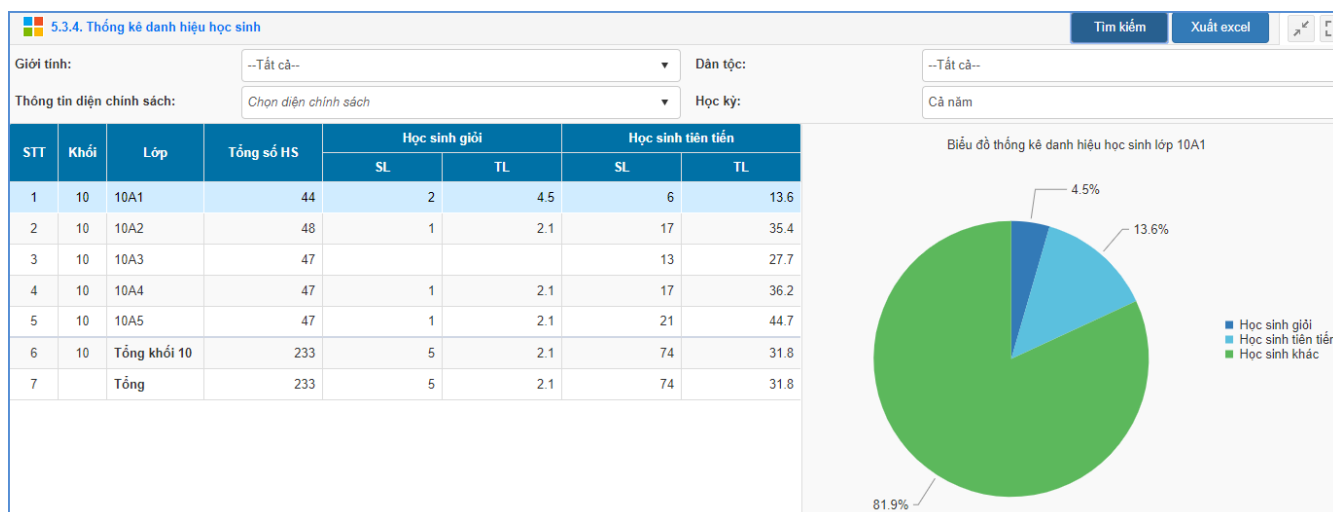 5.3.4. Thống kê danh hiệu học sinh Tìm kiếm Xuất excel
Giới tính: --Tất cả-- Dân tộc: --Tất cả--
Thông tin diện chính sách: Chọn diện chính sách Học kỳ: Cả năm
STT Khối Lớp Tổng số HS Học sinh giỏi Học sinh tiên tiến
SL TL SL TL
1 10 10A1 44 2 4.5 6 13.6
2 10 10A2 48 1 2.1 17 35.4
3 10 10A3 47 13 27.7
4 10 10A4 47 1 2.1 17 36.2
5 10 10A5 47 1 2.1 21 44.7
6 10 Tổng khối 10 233 5 2.1 74 31.8
7 Tổng 233 5 2.1 74 31.8
Biểu đồ thống kê danh hiệu học sinh lớp 10A1
4.5%
13.6%
81.9%
Học sinh giỏi
Học sinh tiên tiến
Học sinh khác